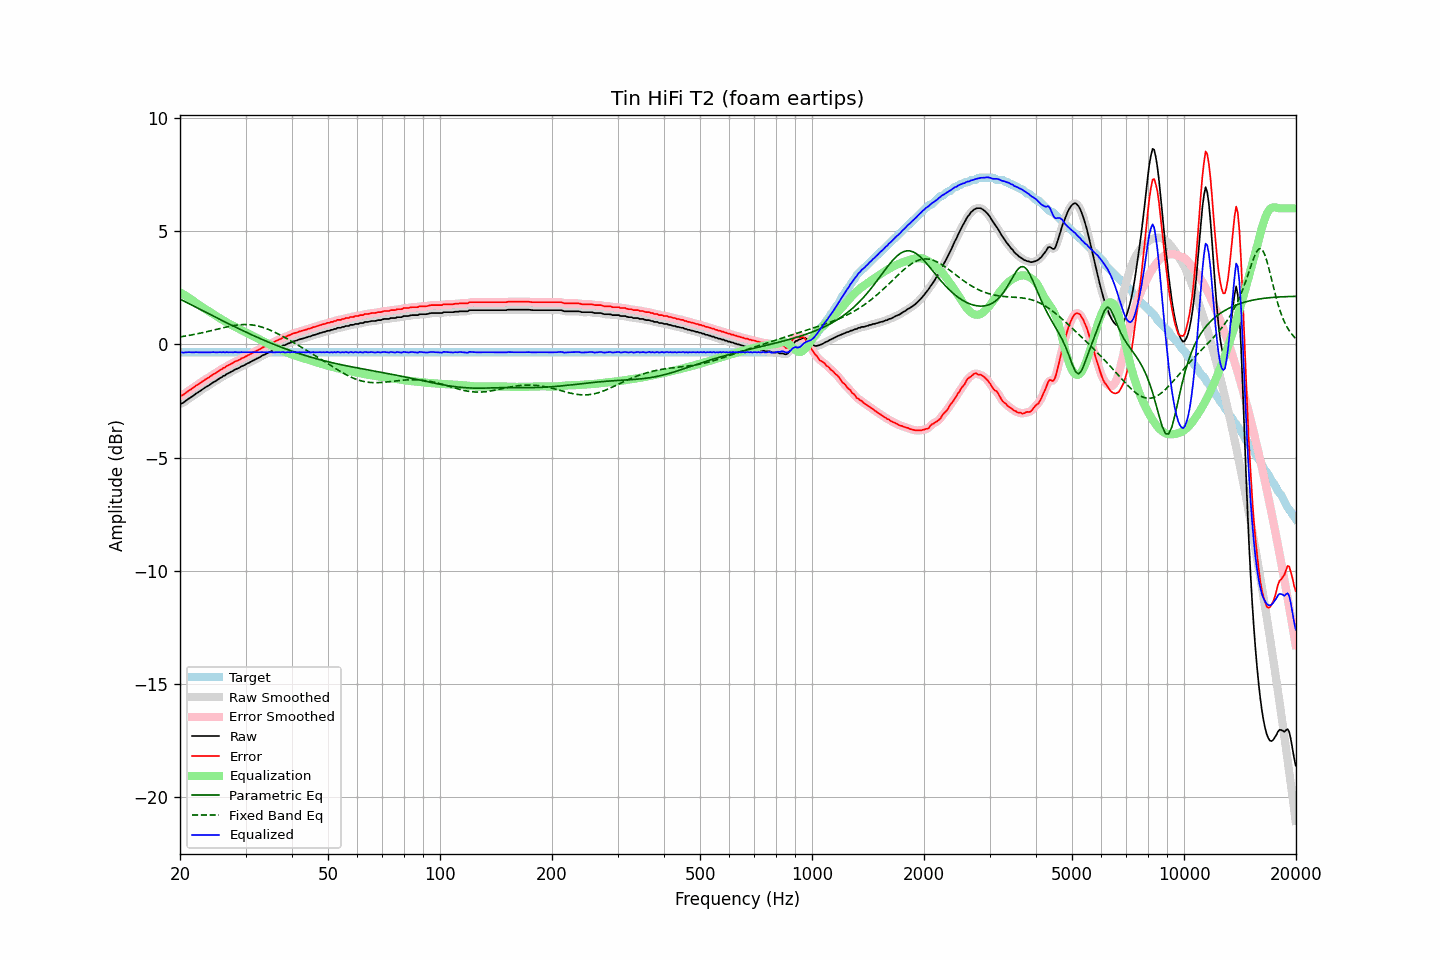 Tin HiFi T2 (foam eartips)
10
5
0
−5
−10
−15
−20
Amplitude (dBr)
Target
Raw Smoothed
Error Smoothed
Raw
Error
Equalization
Parametric Eq
Fixed Band Eq
Equalized
20 50 100 200 500 1000 2000 5000 10000 20000
Frequency (Hz)